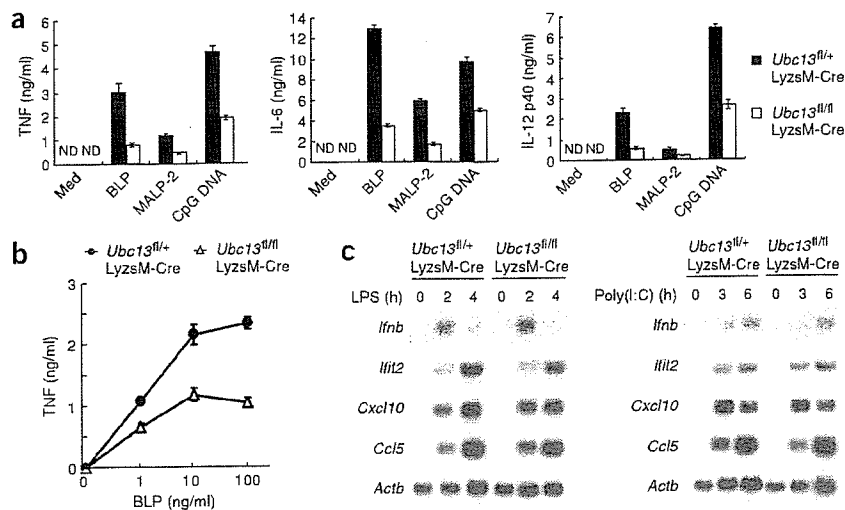 a
TNF (ng/ml)
6
5
4
3
2
1
0
ND ND
Med
BLP
MALP-2
CpG DNA
IL-6 (ng/ml)
14
12
10
8
6
4
2
0
ND ND
Med
BLP
MALP-2
CpG DNA
IL-12 p40 (ng/ml)
7
6
5
4
3
2
1
0
ND ND
Med
BLP
MALP-2
CpG DNA
Ubc13fl/+
LyzsM-Cre
Ubc13fl/fl
LyzsM-Cre
b
Ubc13fl/+
LyzsM-Cre
Ubc13fl/fl
LyzsM-Cre
TNF (ng/ml)
3
2
1
0
0 1 10 100
BLP (ng/ml)
c
Ubc13fl/+ Ubc13fl/fl
LyzsM-Cre LyzsM-Cre
LPS (h) 0 2 4 0 2 4
Ifnb
Ifit2
Cxcl10
Ccl5
Actb
Ubc13fl/+ Ubc13fl/fl
LyzsM-Cre LyzsM-Cre
Poly(I:C) (h) 0 3 6 0 3 6
Ifnb
Ifit2
Cxcl10
Ccl5
Actb